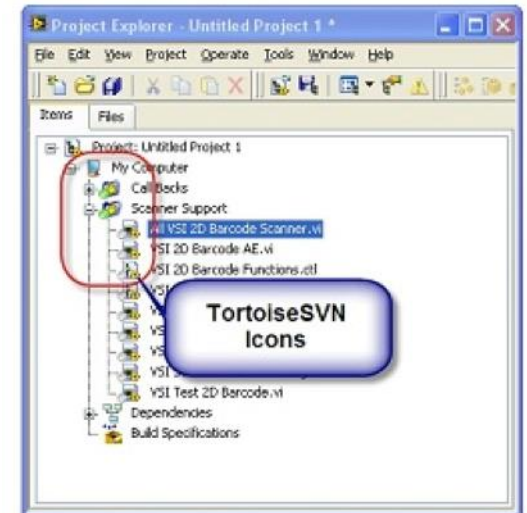 Project Explorer - Untitled Project 1 *
File Edit View Project Operate Tools Window Help
Items Files
Project: Untitled Project 1
My Computer
CallBacks
Scanner Support
All VSI 2D Barcode Scanner.vi
VSI 2D Barcode AE.vi
VSI 2D Barcode Functions.ctl
TortoiseSVN
Icons
VSI Test 2D Barcode.vi
Dependencies
Build Specifications